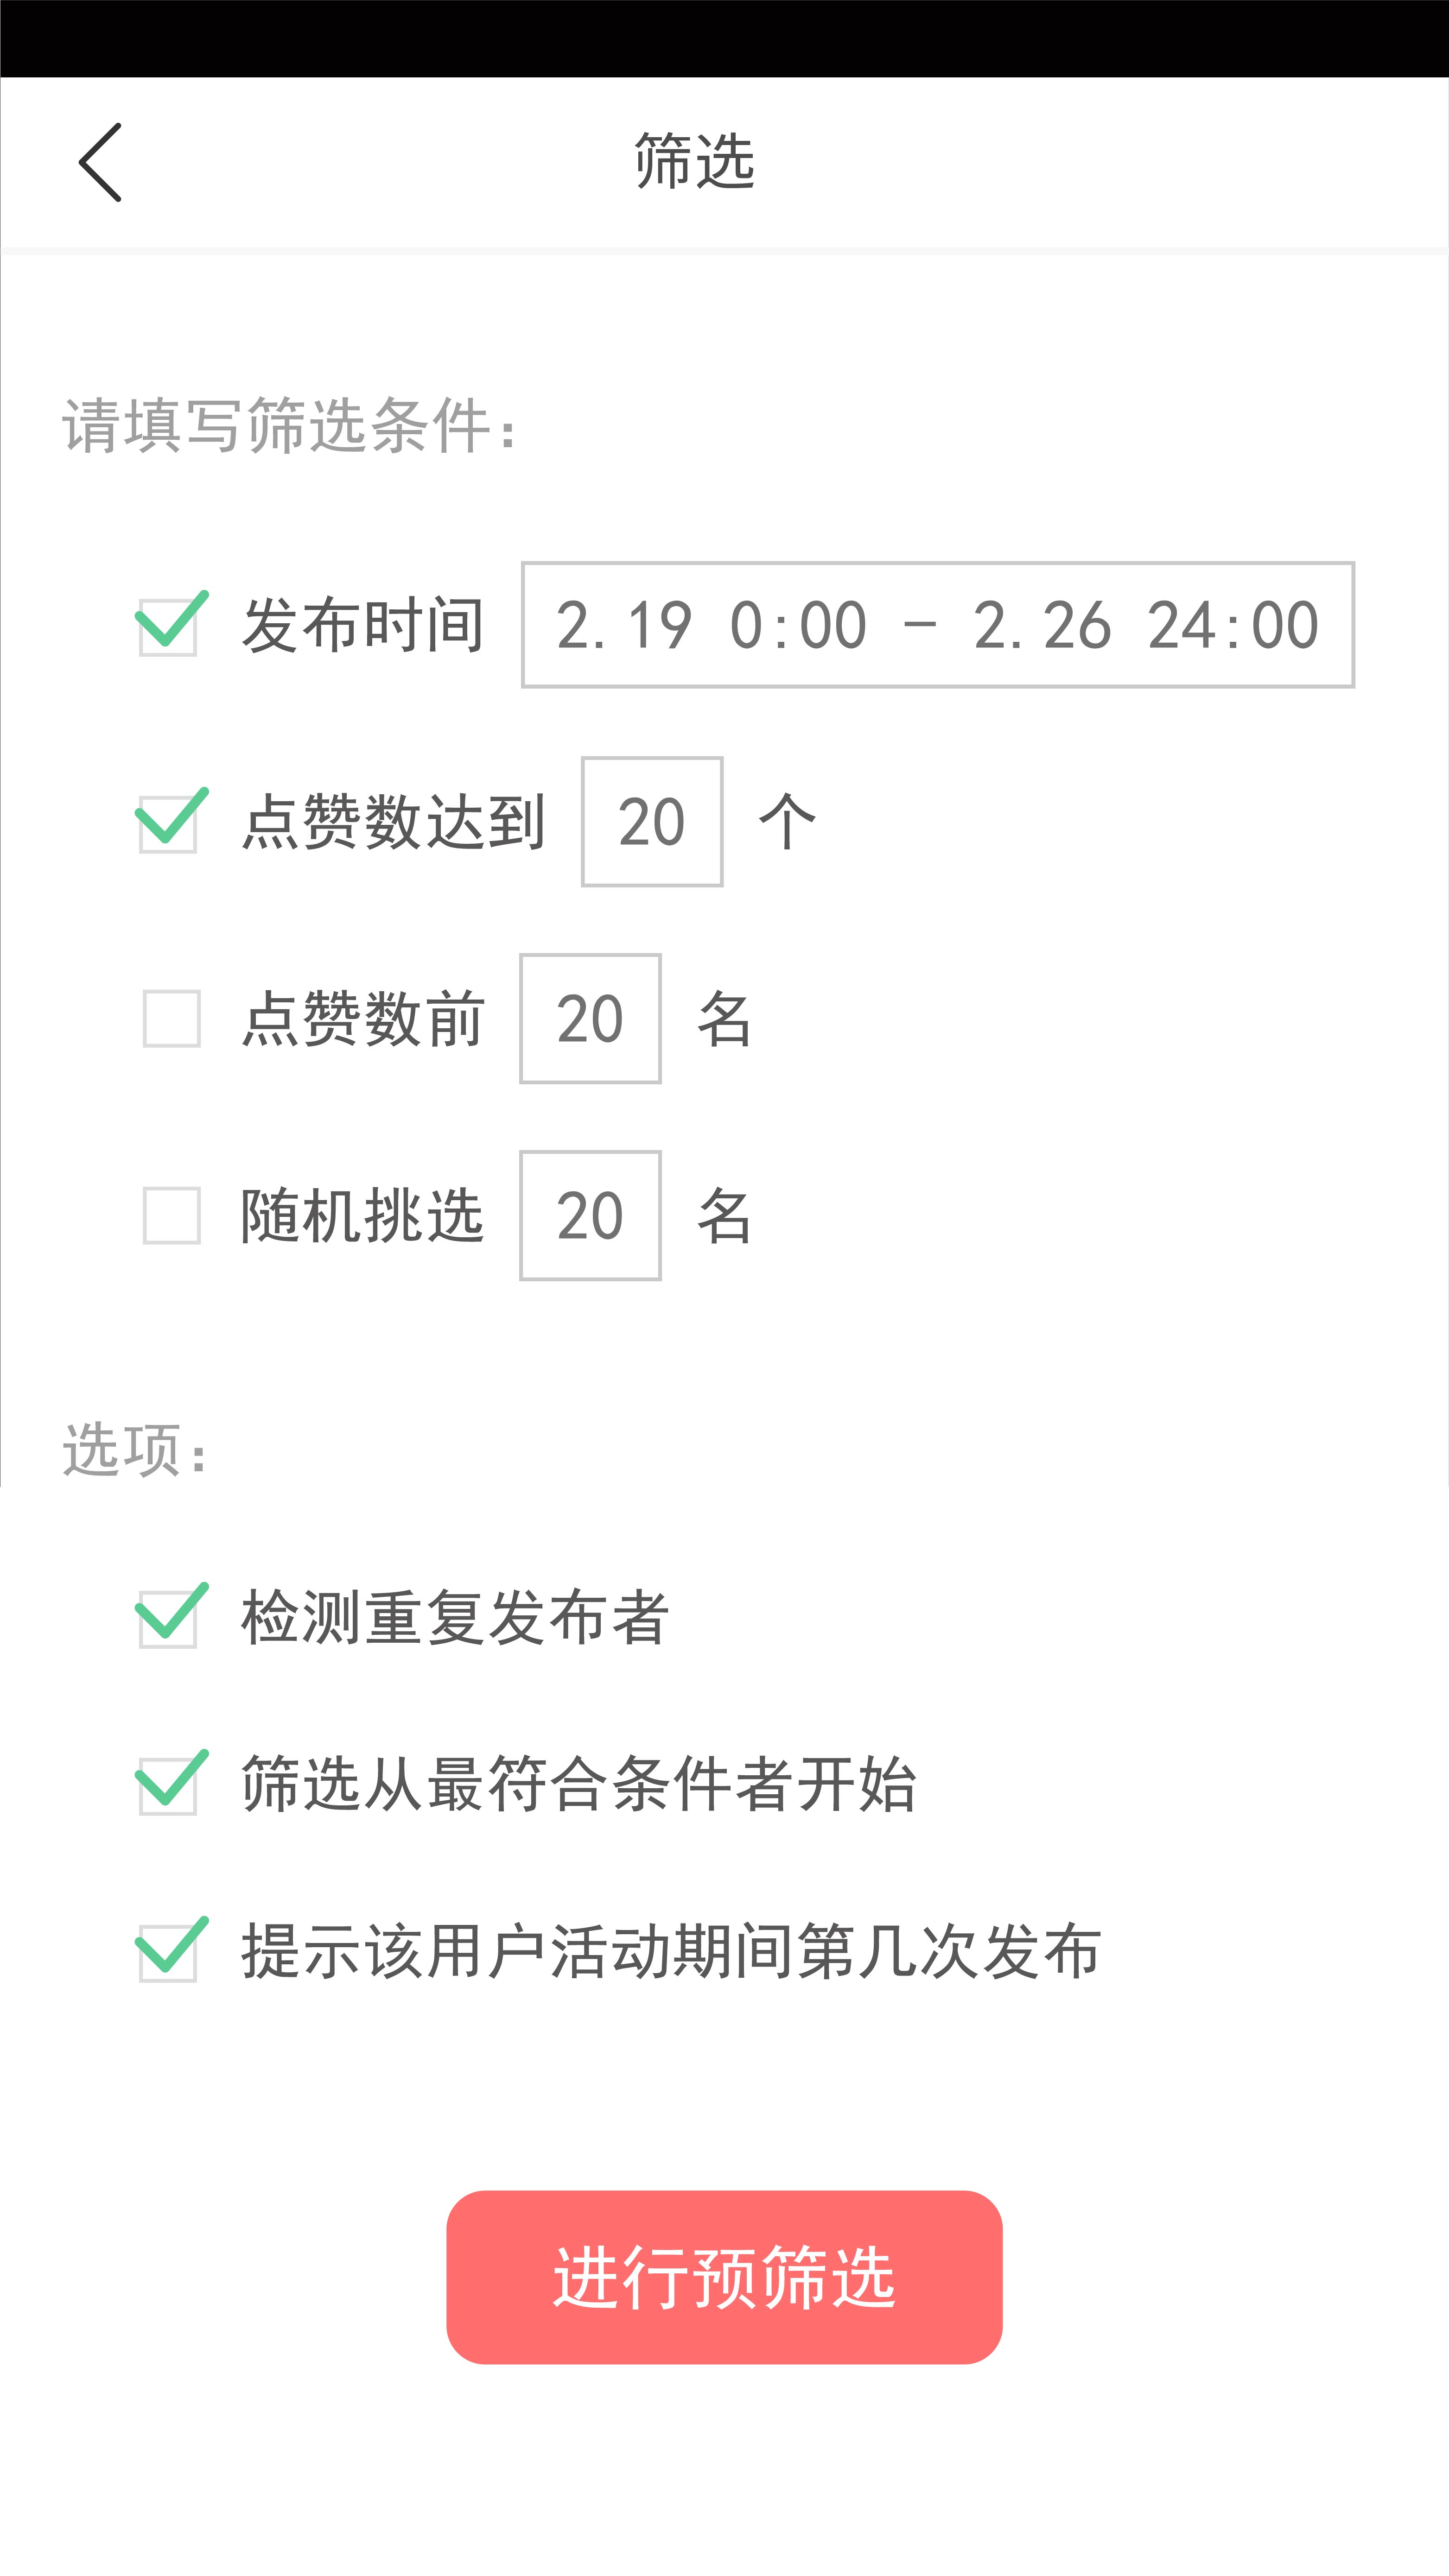 筛选
请填写筛选条件：
发布时间 2.19 0:00 - 2.26 24:00
点赞数达到 20 个
点赞数前 20 名
随机挑选 20 名
选项：
检测重复发布者
筛选从最符合条件者开始
提示该用户活动期间第几次发布
进行预筛选